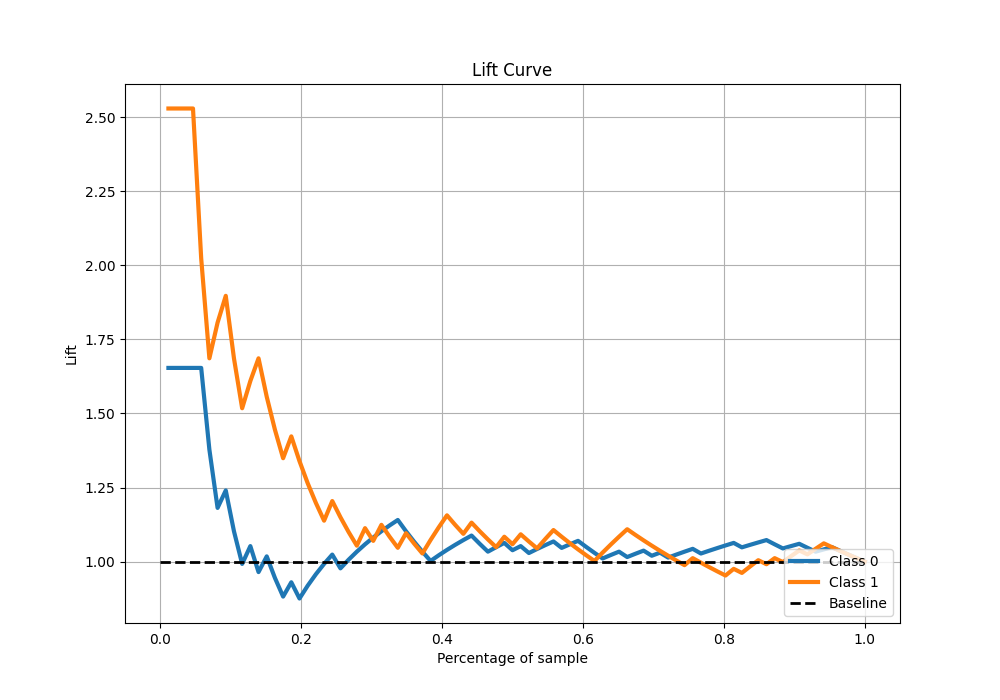 Lift Curve
2.50
2.25
2.00
1.75
1.50
1.25
1.00
Lift
0.0 0.2 0.4 0.6 0.8 1.0
Percentage of sample
Class 0
Class 1
Baseline